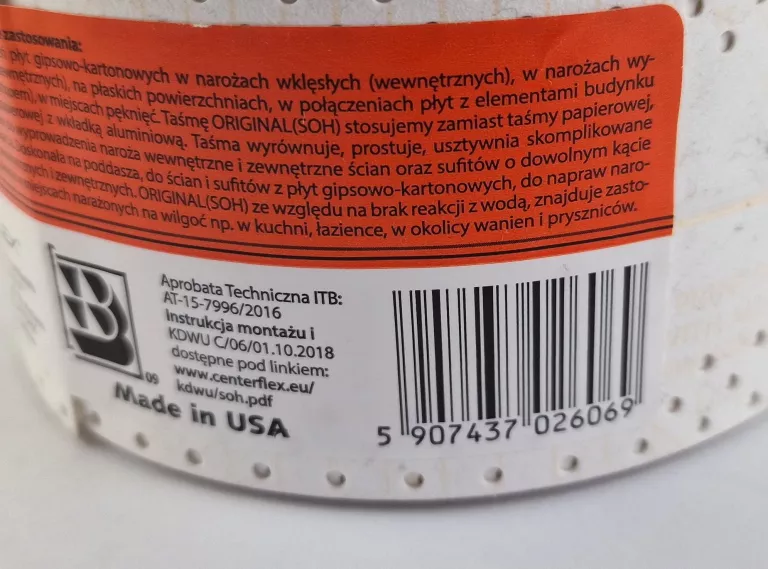 zastosowania:
płyt gipsowo-kartonowych w narożach wklęsłych (wewnętrznych), w narożach wy-
wnętrznych), na płaskich powierzchniach, w połączeniach płyt z elementami budynku
w miejscach pęknięć. Taśmę ORIGINAL(SOH) stosujemy zamiast taśmy papierowej,
z wkładką aluminiową. Taśma wyrównuje, prostuje, usztywnia skomplikowane
wyprowadzenia naroża wewnętrzne i zewnętrzne ścian oraz sufitów o dowolnym kącie
Doskonała na poddasza, do ścian i sufitów z płyt gipsowo-kartonowych, do napraw naro-
i zewnętrznych. ORIGINAL(SOH) ze względu na brak reakcji z wodą, znajduje zasto-
miejscach narażonych na wilgoć np. w kuchni, łazience, w okolicy wanien i pryszniców.
B
09
Aprobata Techniczna ITB:
AT-15-7996/2016
Instrukcja montażu i
KDWU C/06/01.10.2018
dostępne pod linkiem:
www.centerflex.eu/
kdwu/soh.pdf
Made in USA
5 907437 026069